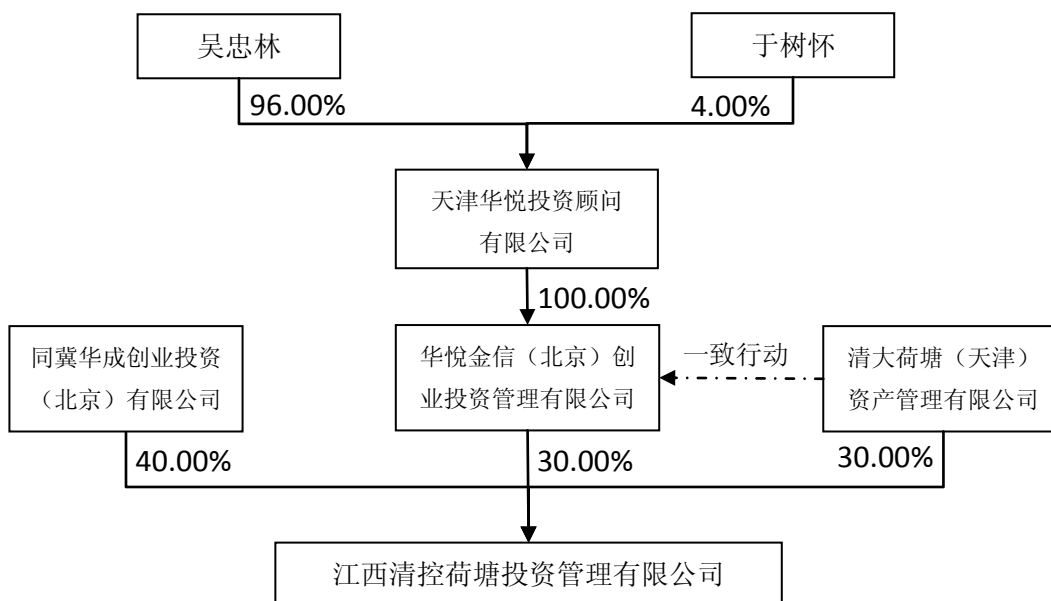 吴忠林
于树怀
96.00%
4.00%
天津华悦投资顾问
有限公司
100.00%
同冀华成创业投资
（北京）有限公司
华悦金信（北京）创
业投资管理有限公司
一致行动
清大荷塘（天津）
资产管理有限公司
40.00%
30.00%
30.00%
江西清控荷塘投资管理有限公司